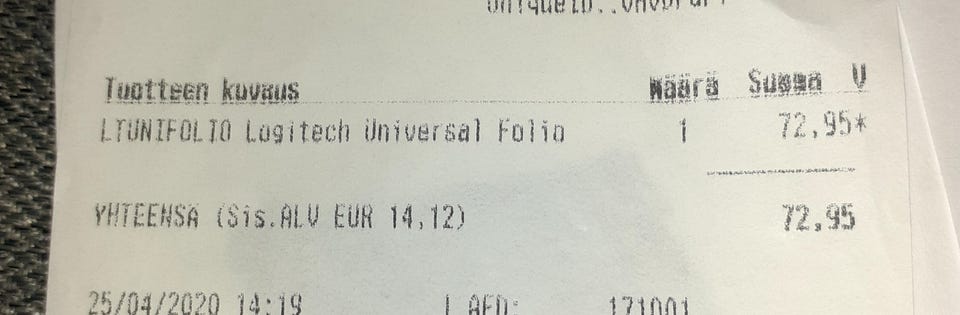 Tuotteen kuvaus Määrä Summa V
LTUNIFOLIO Logitech Universal Folio 1 72,95*
YHTEENSÄ (Sis.ALV EUR 14,12) 72,95
25/04/2020 14:19 171001